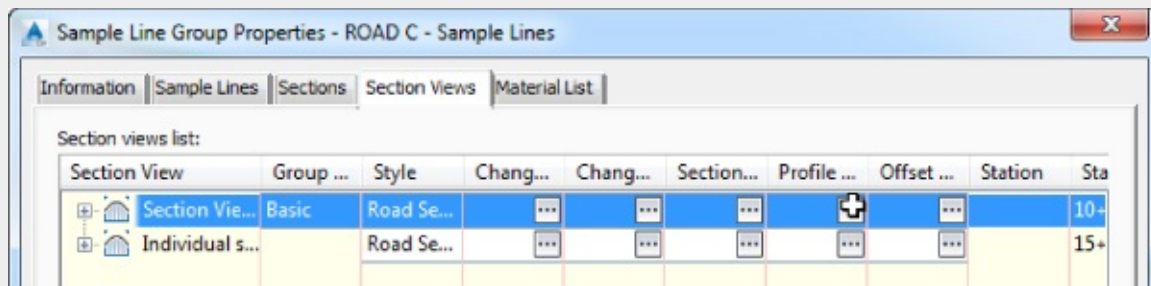 Sample Line Group Properties - ROAD C - Sample Lines
Information Sample Lines Sections Section Views Material List
Section views list:
Section View Group ... Style Chang... Chang... Section... Profile ... Offset ... Station Sta
Section Vie... Basic Road Se... ... ... ... ... 10+
Individual s... Road Se... ... ... ... ... ... 15+